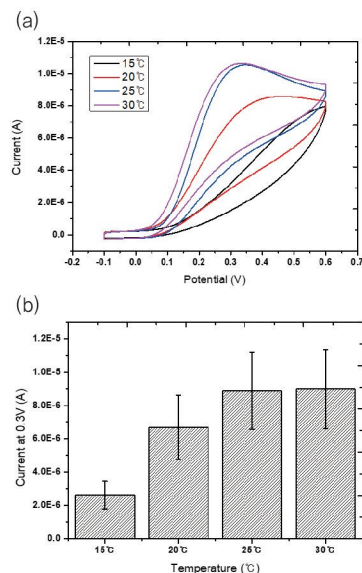 (a)
1.2E-5
1.0E-5
8.0E-6
6.0E-6
4.0E-6
2.0E-6
0.0
Current (A)
15℃
20℃
25℃
30℃
-0.2 -0.1 0.0 0.1 0.2 0.3 0.4 0.5 0.6 0.7
Potential (V)
(b)
1.2E-5
1.0E-5
8.0E-6
6.0E-6
4.0E-6
2.0E-6
0.0
Current at 0.3V (A)
15℃ 20℃ 25℃ 30℃
Temperature (℃)